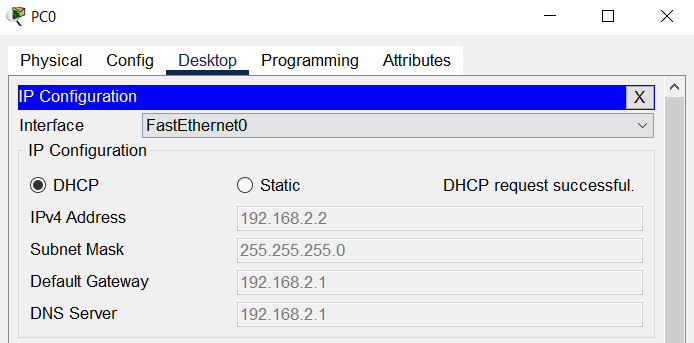 PC0
Physical Config Desktop Programming Attributes
IP Configuration X
Interface FastEthernet0
IP Configuration
DHCP Static DHCP request successful.
IPv4 Address 192.168.2.2
Subnet Mask 255.255.255.0
Default Gateway 192.168.2.1
DNS Server 192.168.2.1